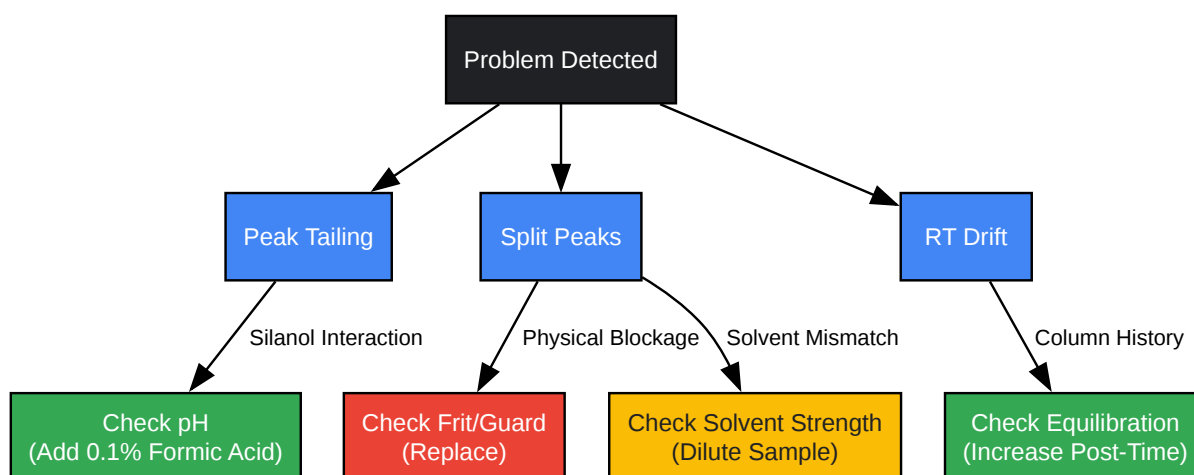 Problem Detected
Peak Tailing
Split Peaks
RT Drift
Silanol Interaction
Physical Blockage
Solvent Mismatch
Column History
Check pH
(Add 0.1% Formic Acid)
Check Frit/Guard
(Replace)
Check Solvent Strength
(Dilute Sample)
Check Equilibration
(Increase Post-Time)